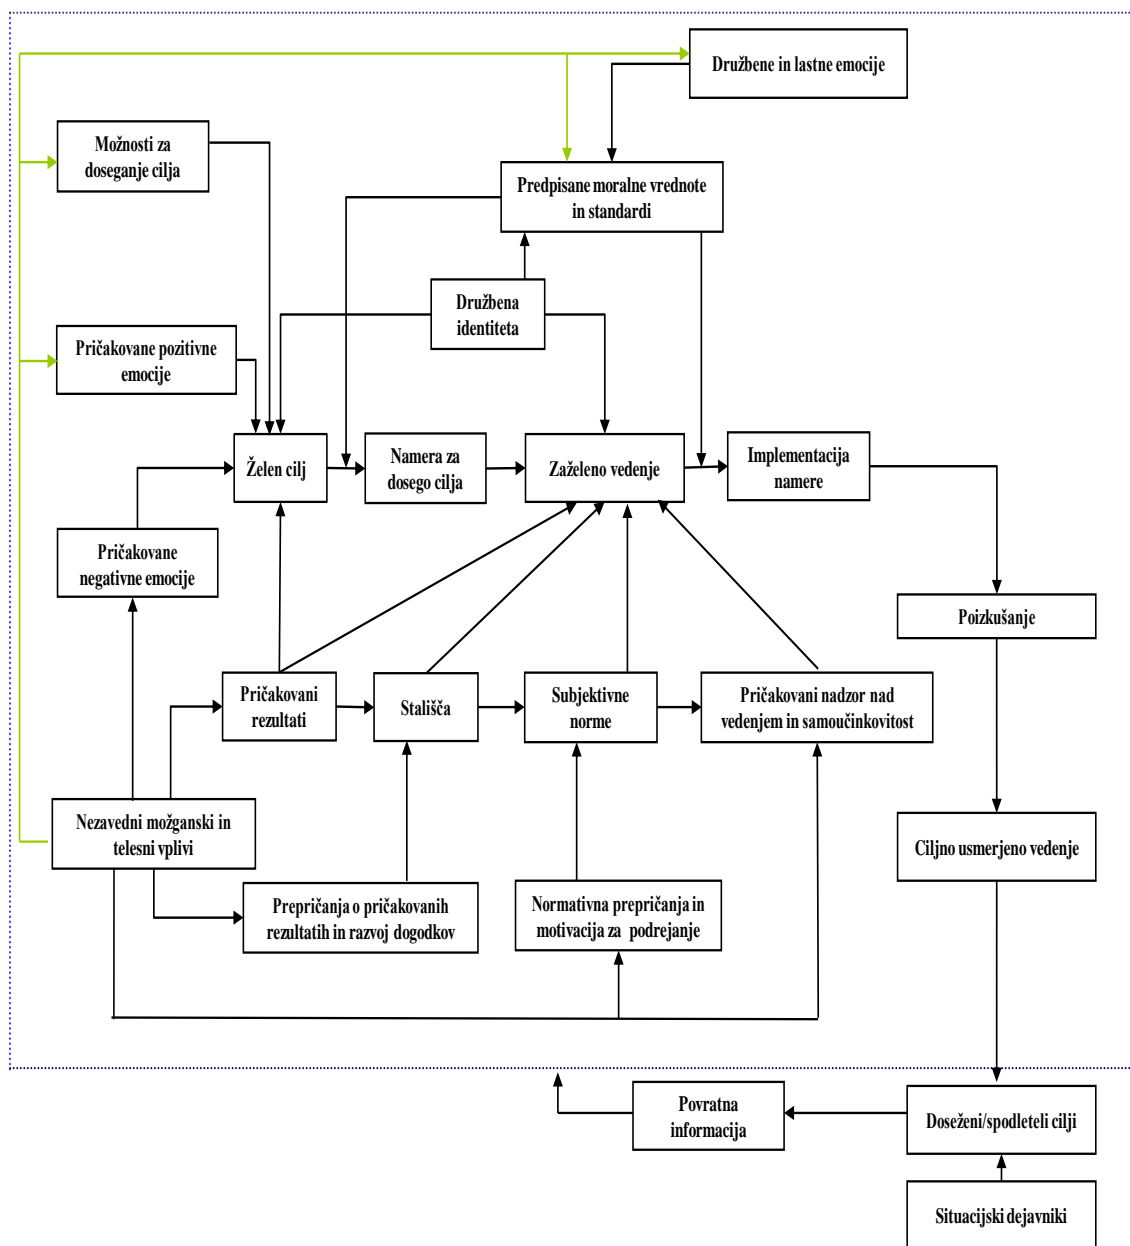 Družbene in lastne emocije
Možnosti za
doseganje cilja
Predpisane moralne vrednote
in standardi
Družbena
identiteta
Pričakovane pozitivne
emocije
Želen cilj
Namera za
dosego cilja
Zaželeno vedenje
Implementacija
namere
Pričakovane
negativne emocije
Poizkušanje
Pričakovani
rezultati
Stališča
Subjektivne
norme
Pričakovani nadzor nad
vedenjem in samoučinkovitost
Nezavedni možganski in
telesni vplivi
Ciljno usmerjeno vedenje
Prepričanja o pričakovanih
rezultatih in razvoj dogodkov
Normativna prepričanja in
motivacija za podrejanje
Povratna
informacija
Doseženi/spodleteli cilji
Situacijski dejavniki